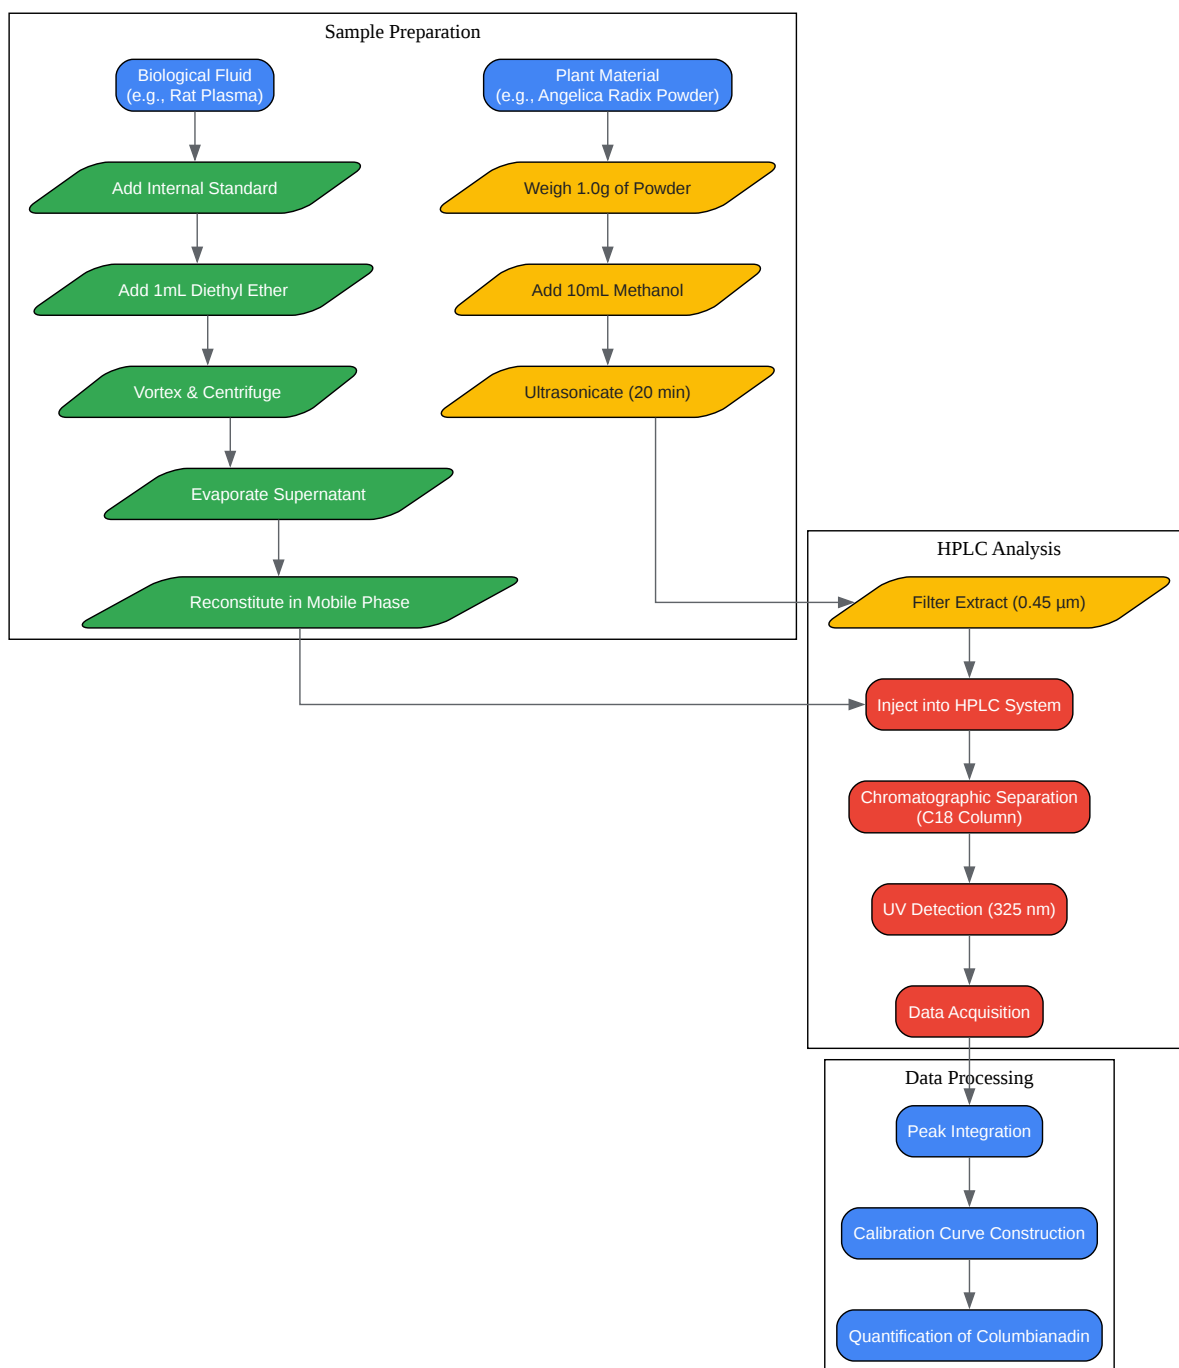 Sample Preparation
Biological Fluid
(e.g., Rat Plasma)
Add Internal Standard
Add 1mL Diethyl Ether
Vortex & Centrifuge
Evaporate Supernatant
Reconstitute in Mobile Phase
Plant Material
(e.g., Angelica Radix Powder)
Weigh 1.0g of Powder
Add 10mL Methanol
Ultrasonicate (20 min)
HPLC Analysis
Filter Extract (0.45 µm)
Inject into HPLC System
Chromatographic Separation
(C18 Column)
UV Detection (325 nm)
Data Acquisition
Data Processing
Peak Integration
Calibration Curve Construction
Quantification of Columbianadin